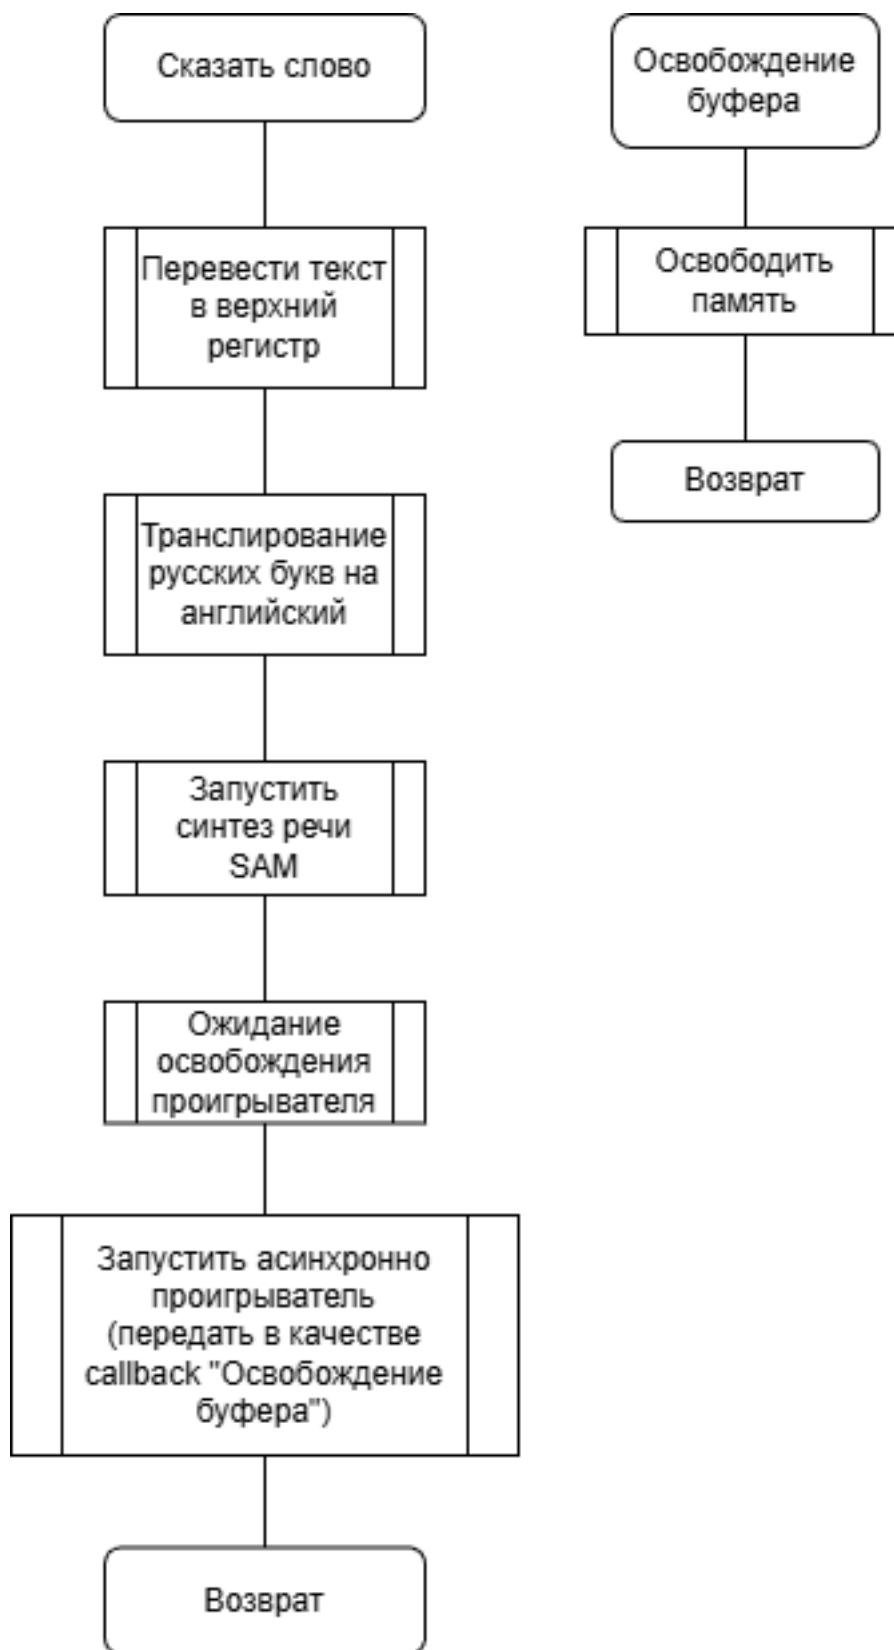 Сказать слово
Перевести текст
в верхний
регистр
Транслирование
русских букв на
английский
Запустить
синтез речи
SAM
Ожидание
освобождения
проигрывателя
Запустить асинхронно
проигрыватель
(передать в качестве
callback "Освобождение
буфера")
Возврат
Освобождение
буфера
Освободить
память
Возврат